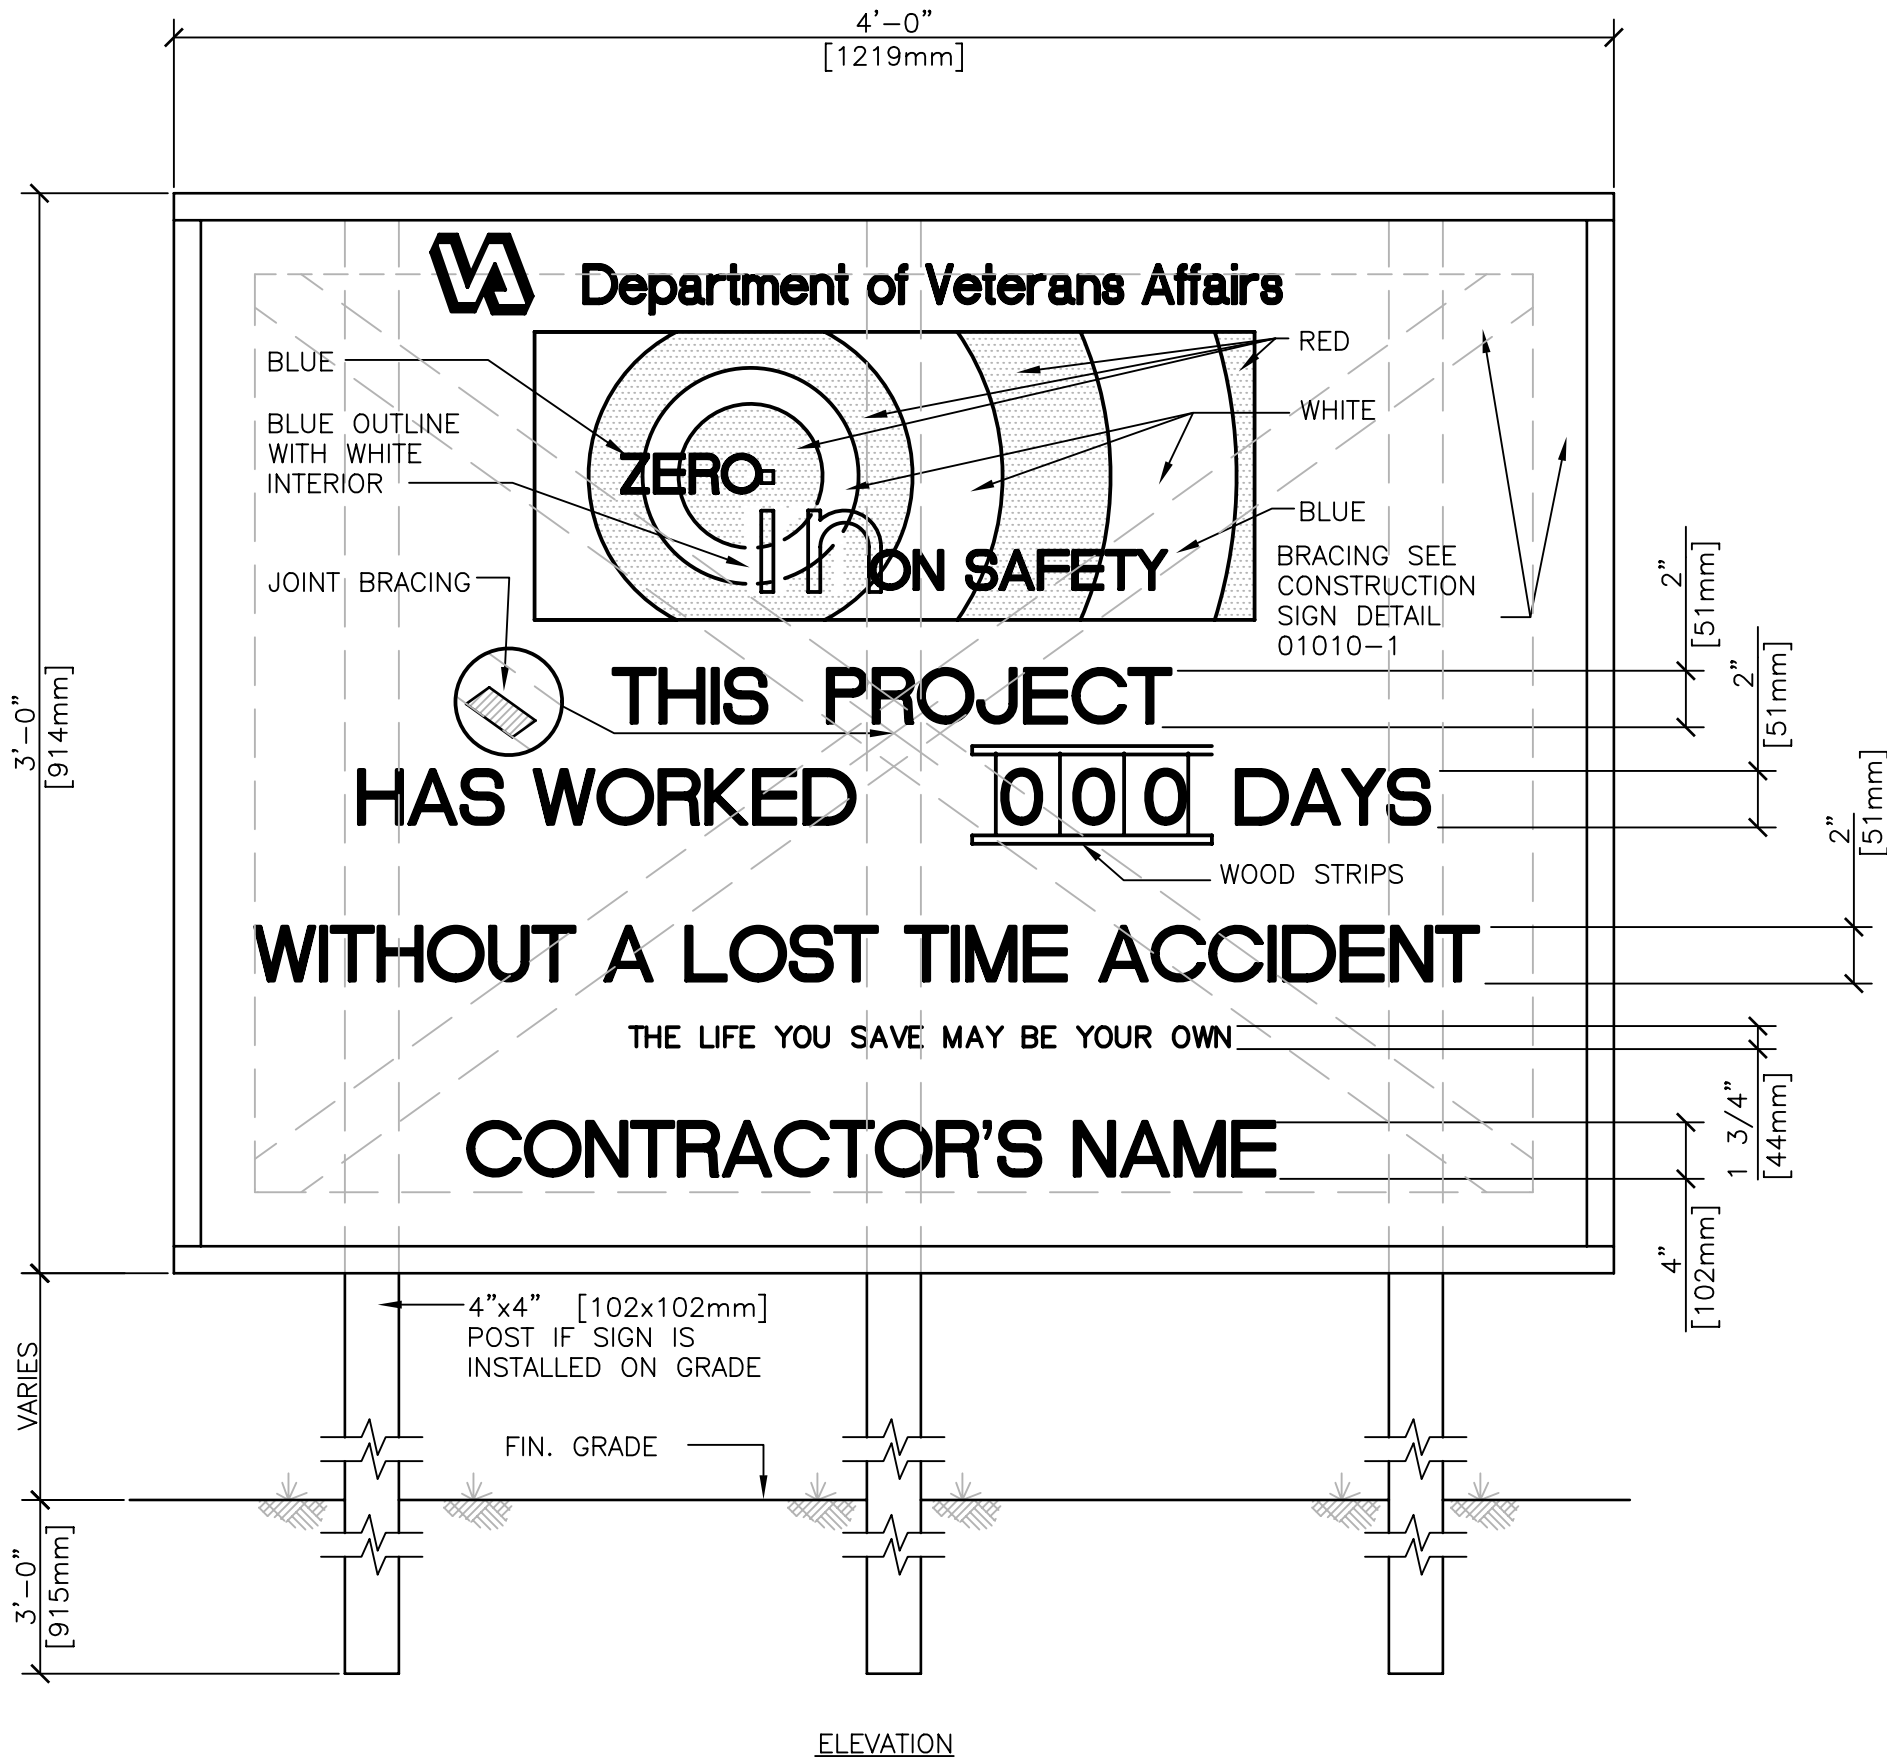 4'-0"
[1219mm]
VA Department of Veterans Affairs
BLUE
RED
BLUE OUTLINE
WITH WHITE
INTERIOR
WHITE
ZERO-
In
ON SAFETY
BLUE
JOINT BRACING
BRACING SEE
CONSTRUCTION
SIGN DETAIL
01010-1
2"
[51mm]
THIS PROJECT
2"
[51mm]
3'-0"
[914mm]
HAS WORKED 000 DAYS
2"
[51mm]
WOOD STRIPS
WITHOUT A LOST TIME ACCIDENT
THE LIFE YOU SAVE MAY BE YOUR OWN
1 3/4"
[44mm]
CONTRACTOR'S NAME
4"
[102mm]
4"x4" [102x102mm]
POST IF SIGN IS
INSTALLED ON GRADE
VARIES
FIN. GRADE
3'-0"
[915mm]
ELEVATION